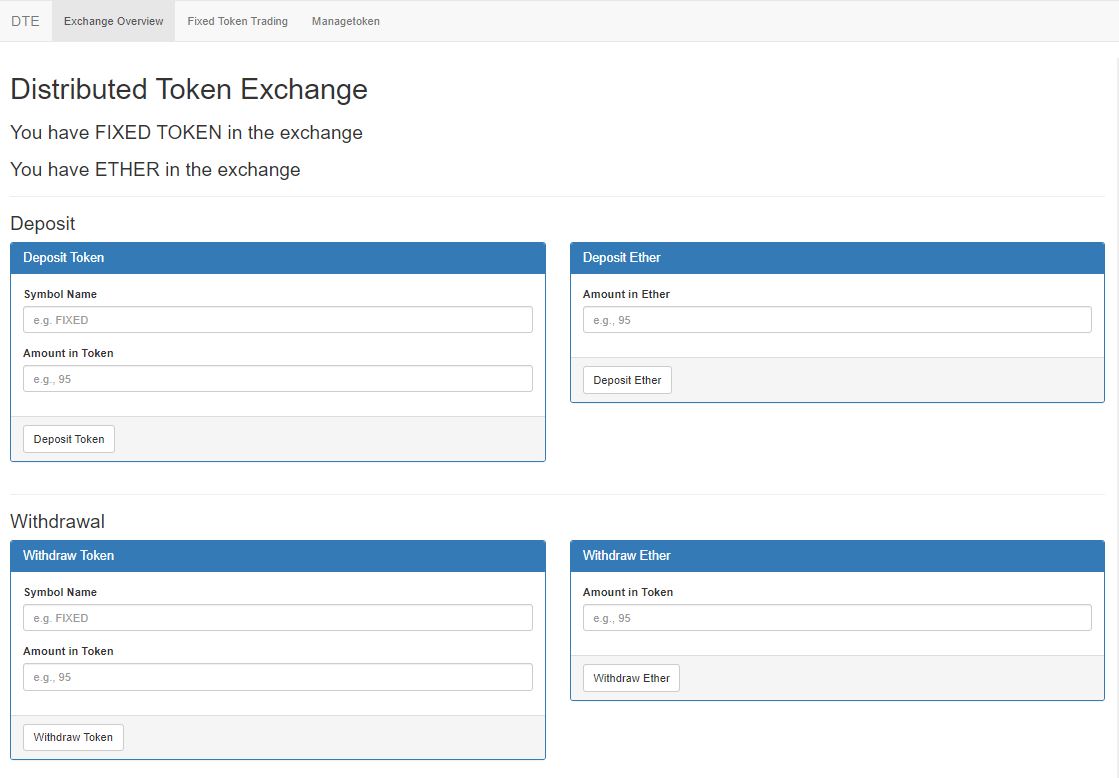 DTE Exchange Overview Fixed Token Trading Managetoken
Distributed Token Exchange
You have FIXED TOKEN in the exchange
You have ETHER in the exchange
Deposit
Deposit Token
Symbol Name
e.g. FIXED
Amount in Token
e.g., 95
Deposit Token
Deposit Ether
Amount in Ether
e.g., 95
Deposit Ether
Withdrawal
Withdraw Token
Symbol Name
e.g. FIXED
Amount in Token
e.g., 95
Withdraw Token
Withdraw Ether
Amount in Token
e.g., 95
Withdraw Ether